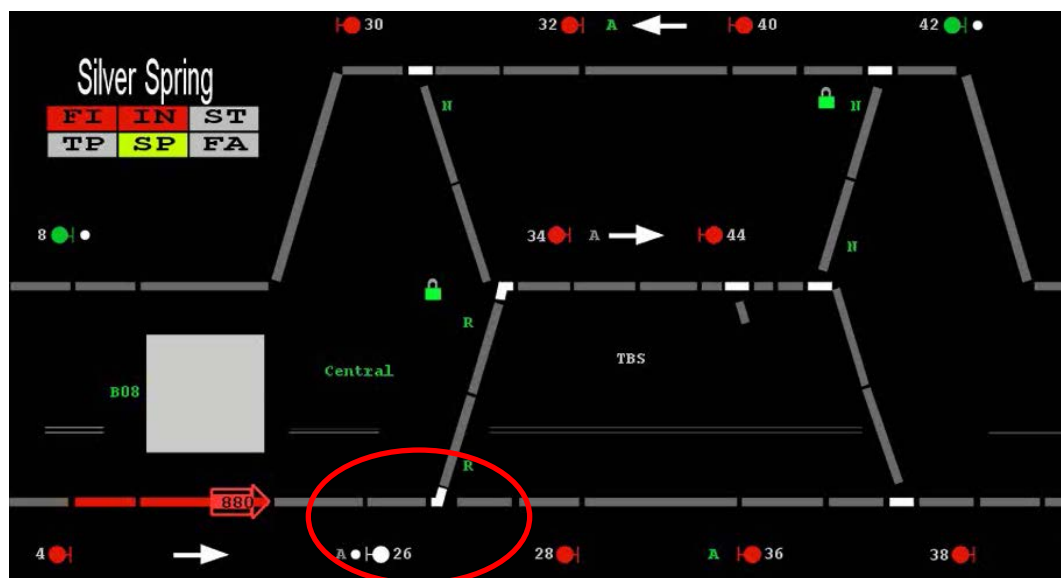 30
32
A
40
42
Silver Spring
FI IN ST
TP SP FA
N
N
8
34
A
44
N
R
TBS
Central
B08
R
880
4
A
26
28
A
36
38